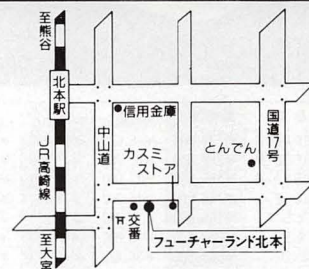 至熊谷
北本駅
JR高崎線
至大宮
中山道
信用金庫
カスミ
ストア
とんでん
国道17号
交番
フューチャーランド北本